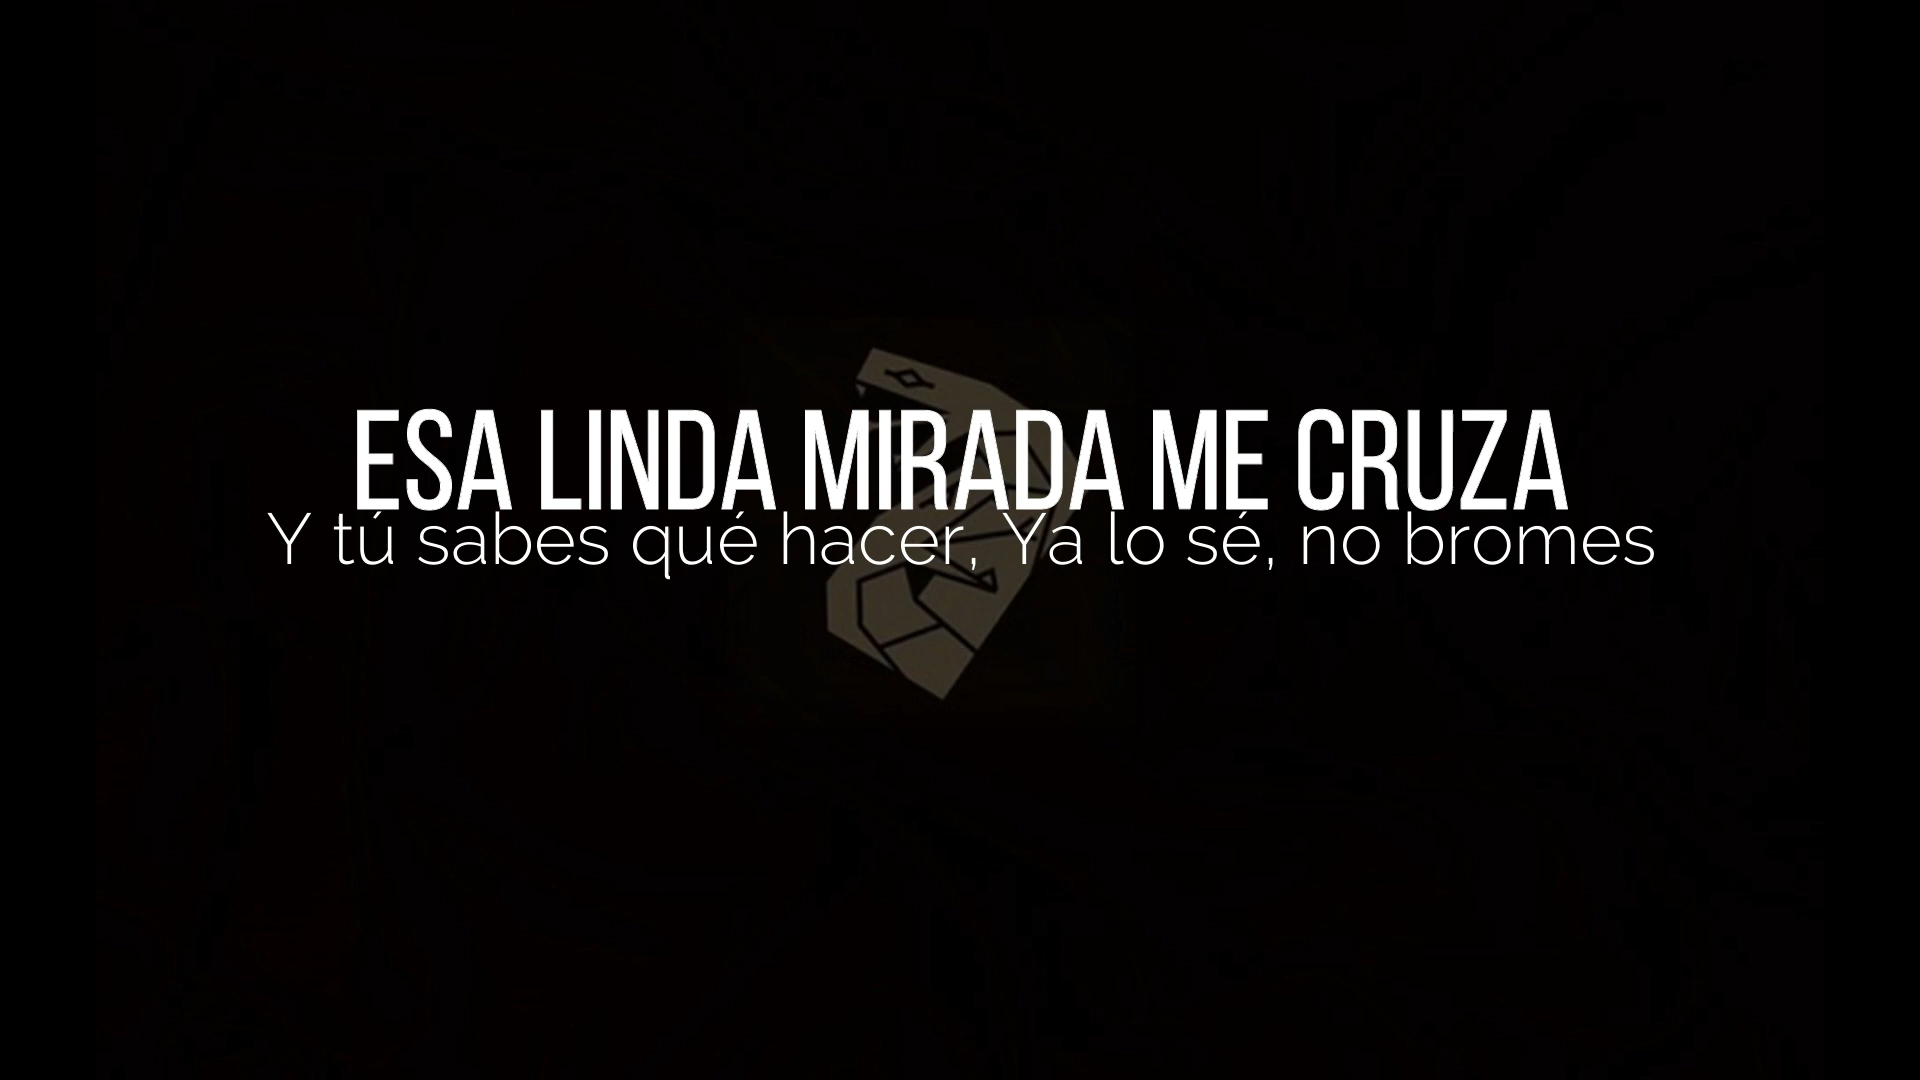 ESA LINDA MIRADA ME CRUZA
Y tú sabes qué hacer, Ya lo sé, no bromes